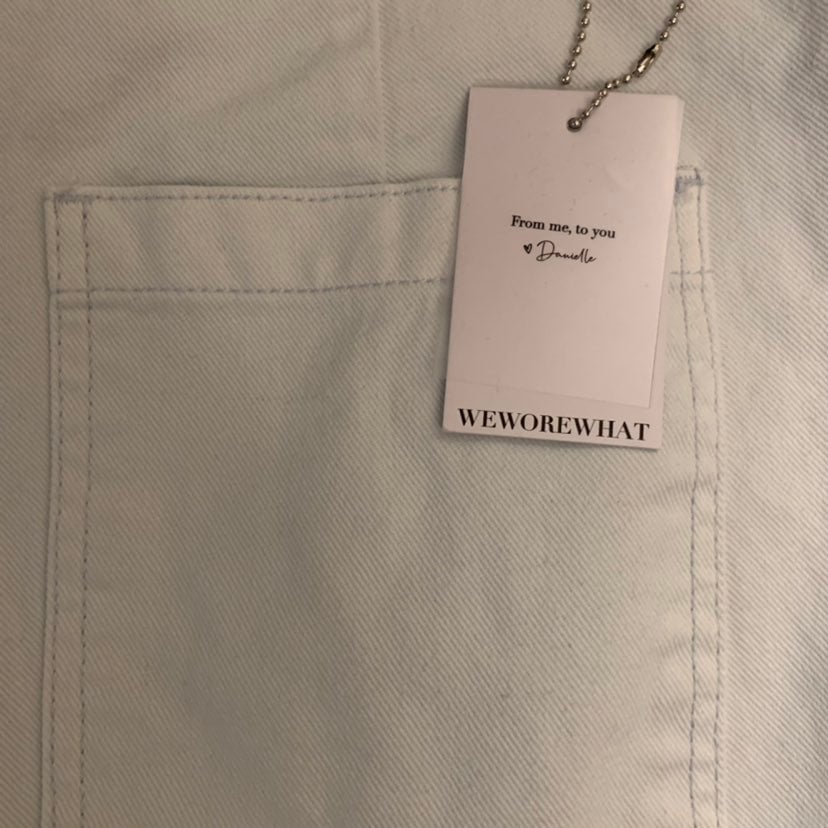 From me, to you
♡ Danielle
WEWOREWHAT